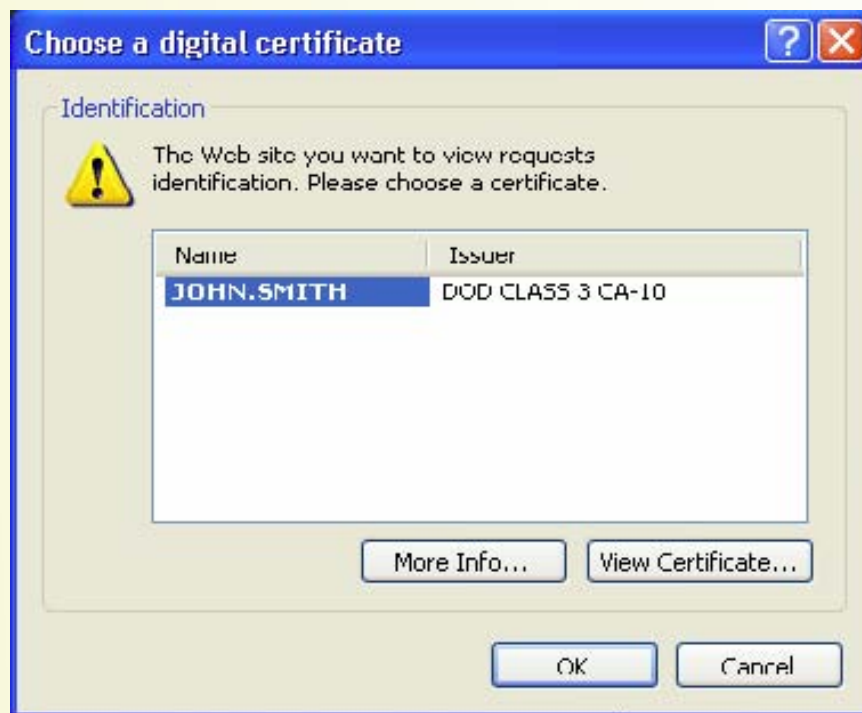 Choose a digital certificate
?
X
Identification
!
The Web site you want to view requests
identification. Please choose a certificate.
Name Issuer
JOHN.SMITH DOD CLASS 3 CA-10
More Info... View Certificate...
OK Cancel